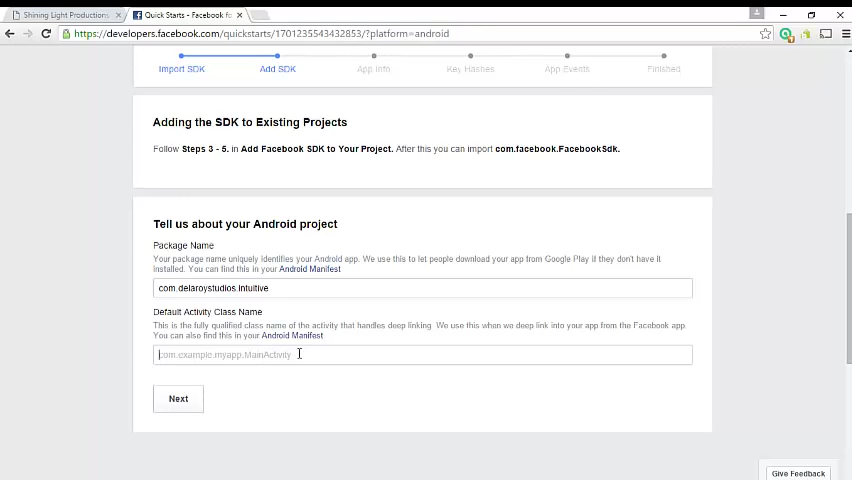 Shining Light Productions
Quick Starts - Facebook fo
https://developers.facebook.com/quickstarts/1701235543432853/?platform=android
Import SDK Add SDK App Info Key Hashes App Events Finished
Adding the SDK to Existing Projects
Follow Steps 3 - 5. in Add Facebook SDK to Your Project. After this you can import com.facebook.FacebookSdk.
Tell us about your Android project
Package Name
Your package name uniquely identifies your Android app. We use this to let people download your app from Google Play if they don't have it
installed. You can find this in your Android Manifest
com.delaroystudios.intuitive
Default Activity Class Name
This is the fully qualified class name of the activity that handles deep linking. We use this when we deep link into your app from the Facebook app.
You can also find this in your Android Manifest
com.example.myapp.MainActivity
Next
Give Feedback